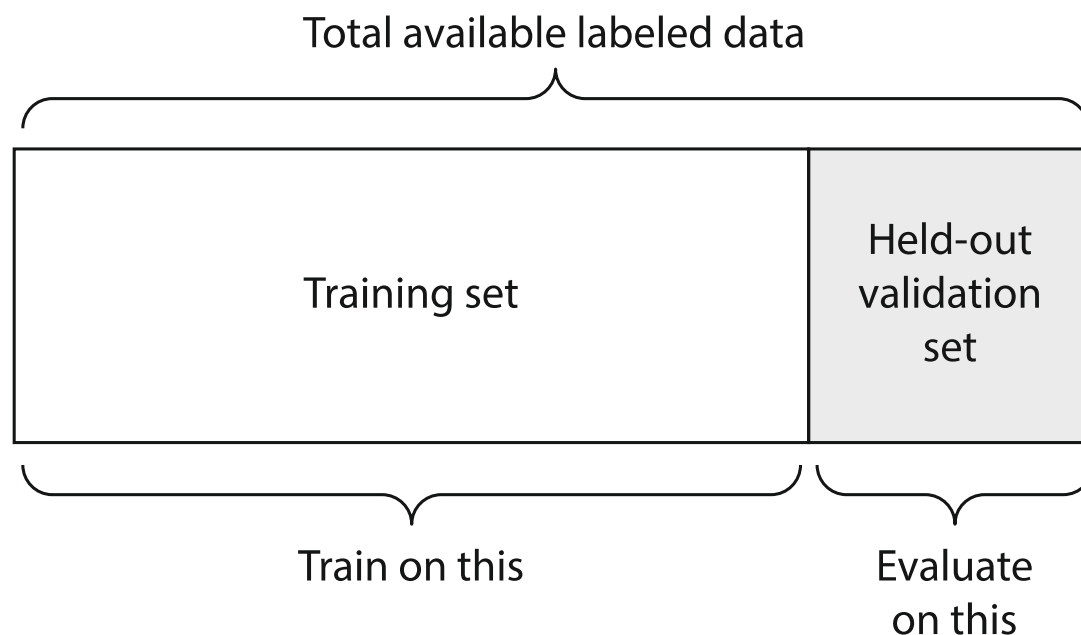 Total available labeled data
Training set
Held-out
validation
set
Train on this
Evaluate
on this